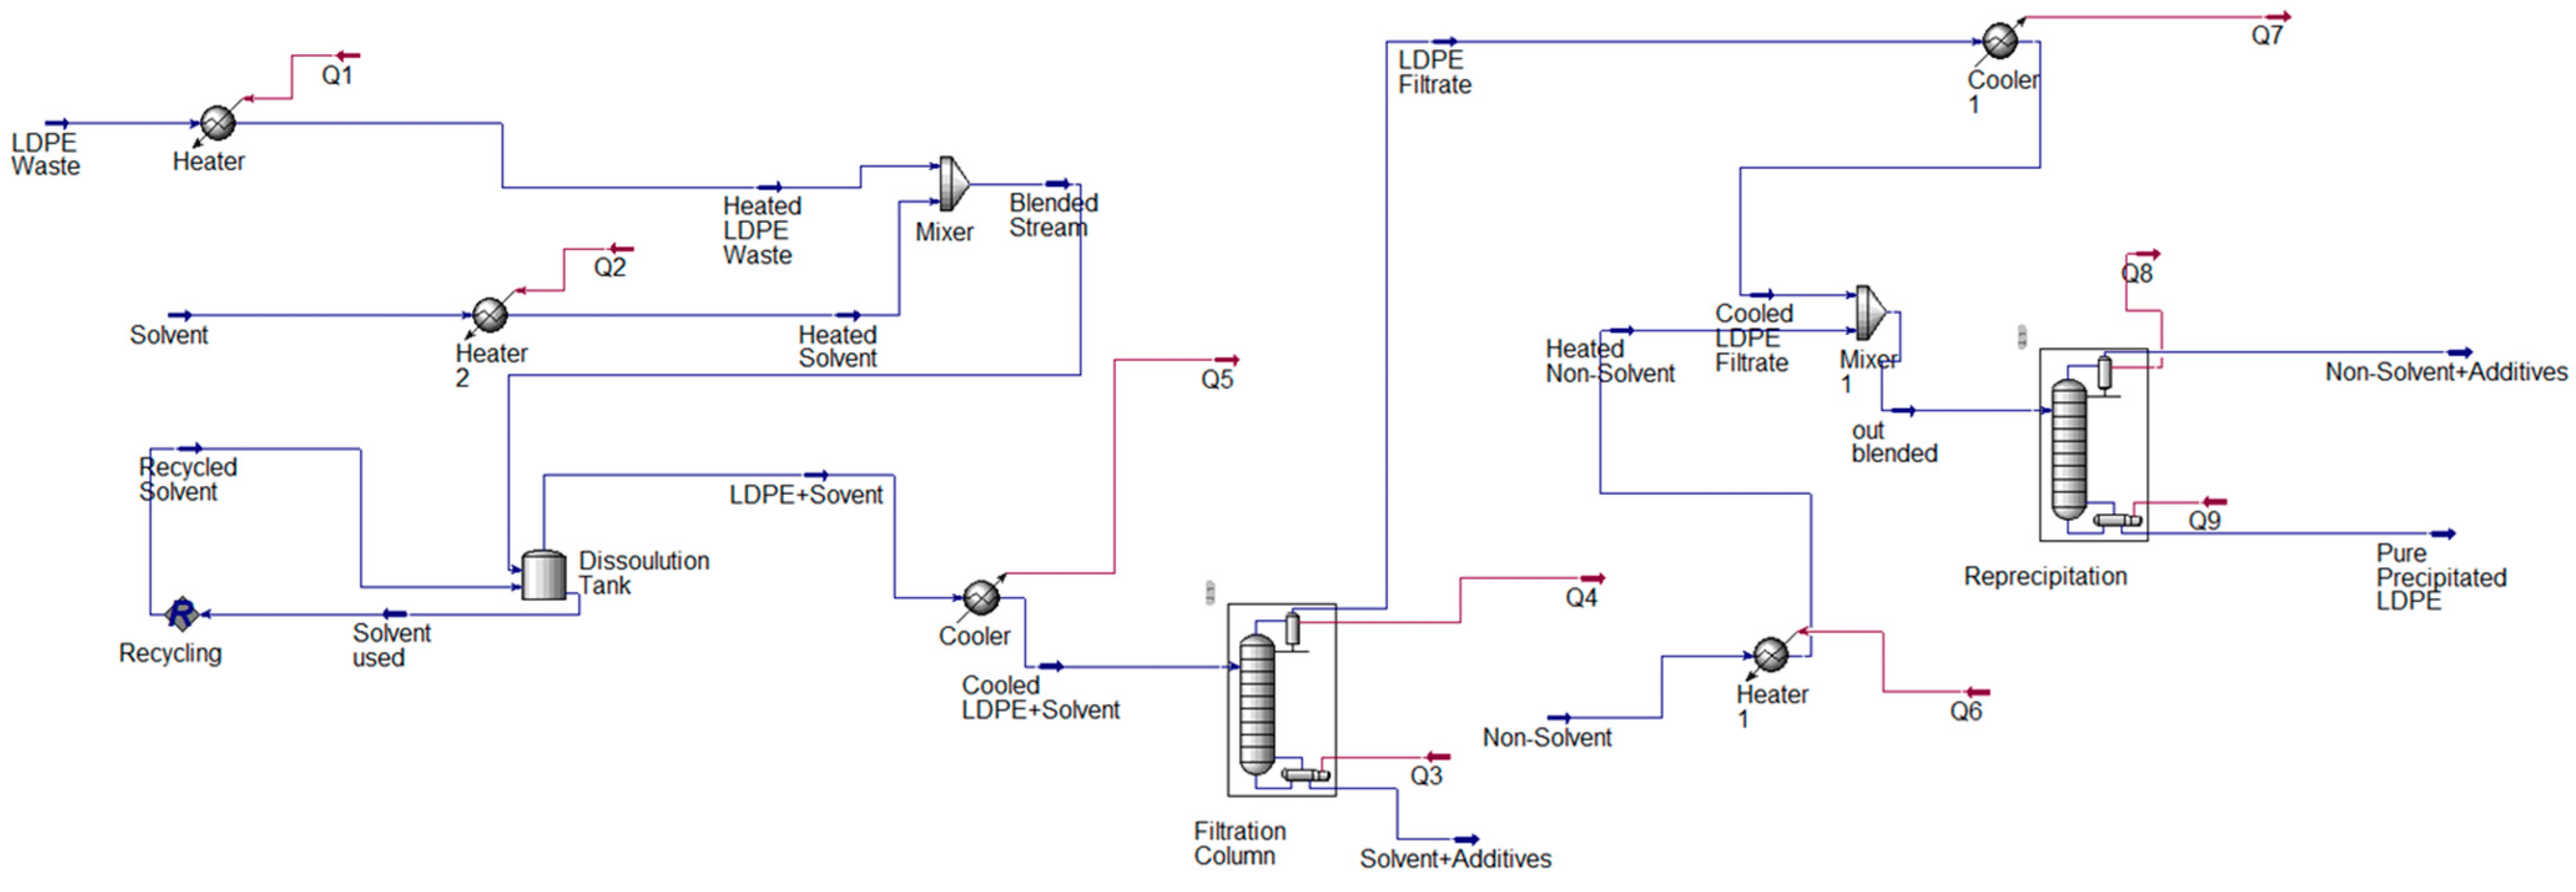 Q1
LDPE
Waste
Heater
Heated
LDPE
Waste
Mixer
Blended
Stream
Q2
Solvent
Heater
2
Heated
Solvent
Q5
Recycled
Solvent
LDPE+Sovent
Dissoulution
Tank
Recycling
Solvent
used
Cooler
Cooled
LDPE+Solvent
Q4
Q3
Filtration
Column
Solvent+Additives
LDPE
Filtrate
Cooler
1
Q7
Cooled
LDPE
Filtrate
Heated
Non-Solvent
Mixer
1
out
blended
Q8
Non-Solvent+Additives
Q9
Pure
Precipitated
LDPE
Reprecipitation
Heater
1
Q6
Non-Solvent
R